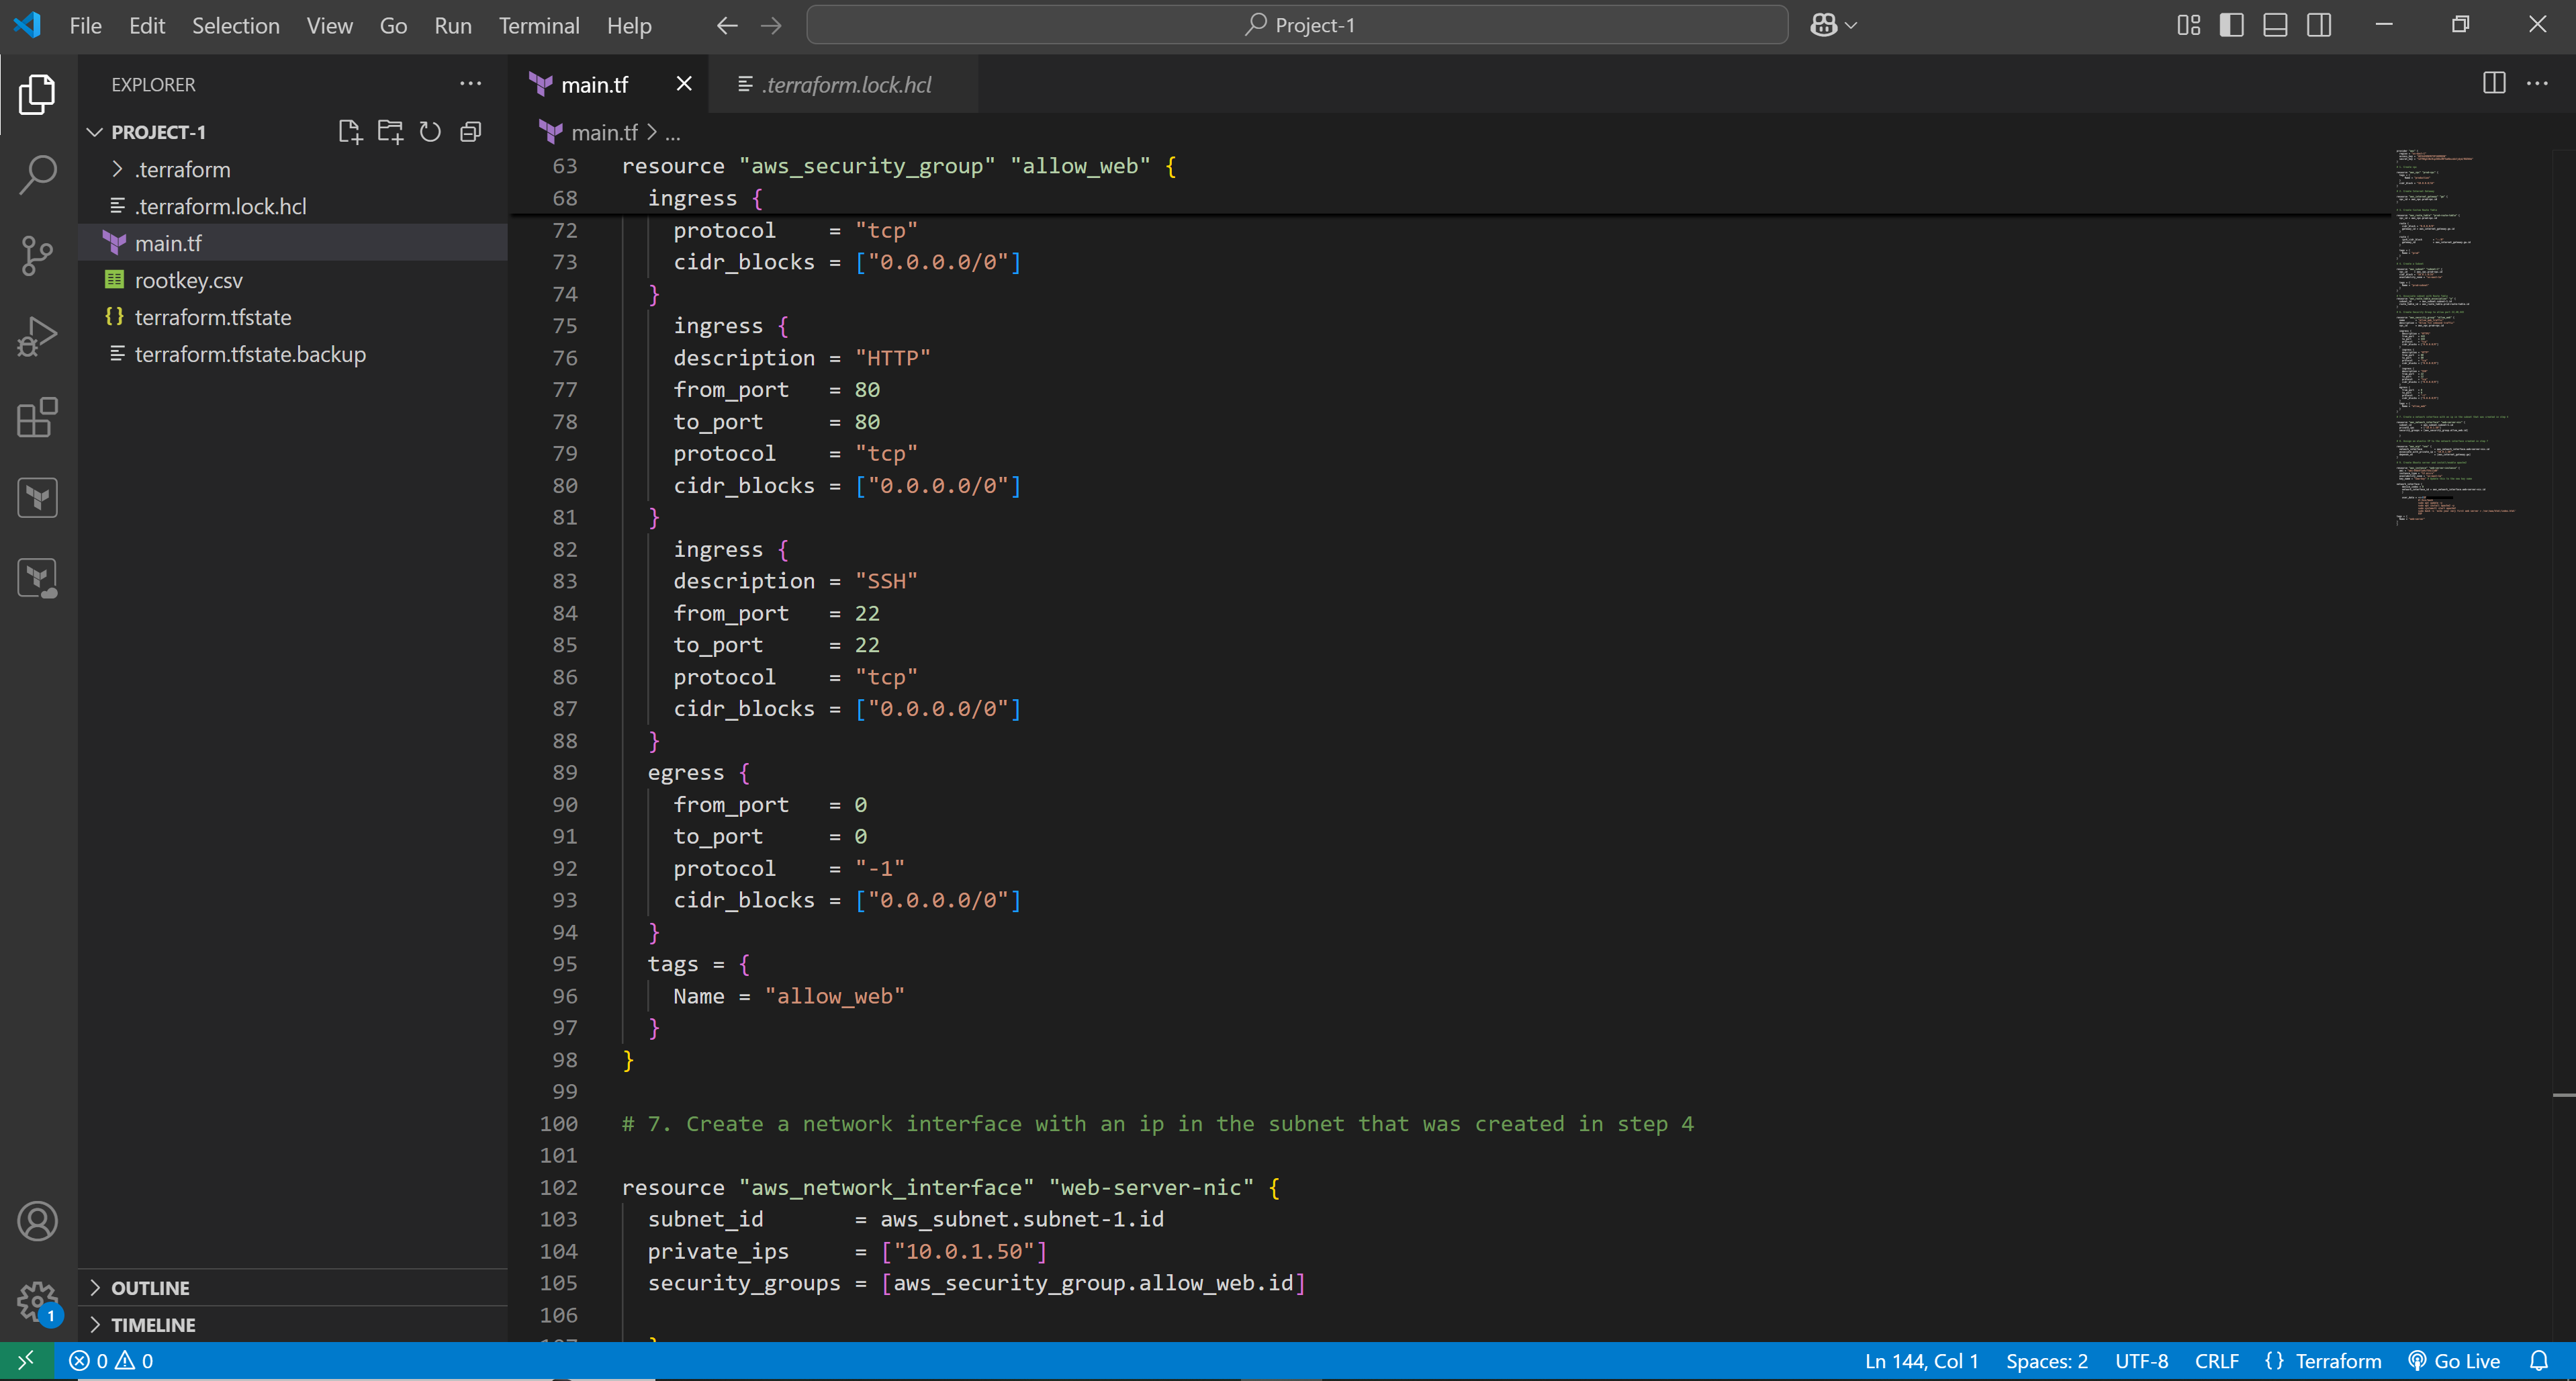 File Edit Selection View Go Run Terminal Help
Project-1
EXPLORER
PROJECT-1
.terraform
.terraform.lock.hcl
main.tf
rootkey.csv
terraform.tfstate
terraform.tfstate.backup
OUTLINE
TIMELINE
main.tf
.terraform.lock.hcl
main.tf > ...
63 resource "aws_security_group" "allow_web" {
68 ingress {
72 protocol = "tcp"
73 cidr_blocks = ["0.0.0.0/0"]
74 }
75 ingress {
76 description = "HTTP"
77 from_port = 80
78 to_port = 80
79 protocol = "tcp"
80 cidr_blocks = ["0.0.0.0/0"]
81 }
82 ingress {
83 description = "SSH"
84 from_port = 22
85 to_port = 22
86 protocol = "tcp"
87 cidr_blocks = ["0.0.0.0/0"]
88 }
89 egress {
90 from_port = 0
91 to_port = 0
92 protocol = "-1"
93 cidr_blocks = ["0.0.0.0/0"]
94 }
95 tags = {
96 Name = "allow_web"
97 }
98 }
99
100 # 7. Create a network interface with an ip in the subnet that was created in step 4
101
102 resource "aws_network_interface" "web-server-nic" {
103 subnet_id = aws_subnet.subnet-1.id
104 private_ips = ["10.0.1.50"]
105 security_groups = [aws_security_group.allow_web.id]
106
1
0 0
Ln 144, Col 1 Spaces: 2 UTF-8 CRLF {} Terraform Go Live